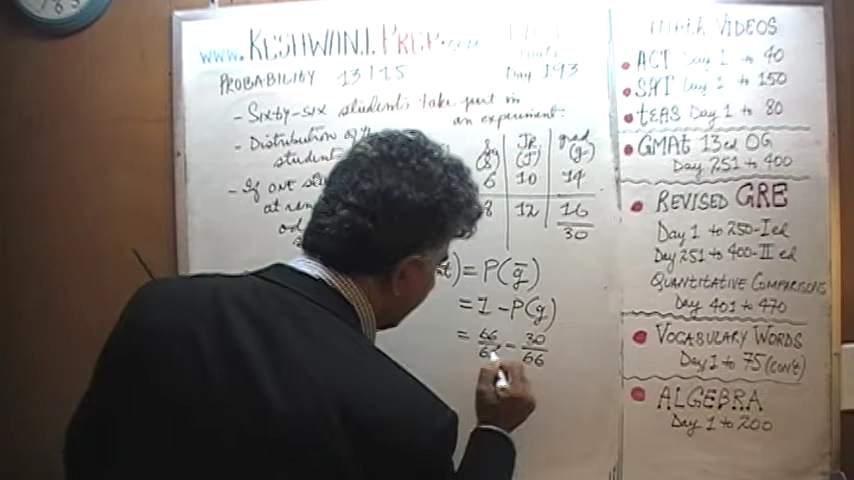 www.KESHWANI PREP.com
PROBABILITY 13/15
Day 193
- Sixty-six students take part in
an experiment.
- Distribution of
student
- If one
at ran
Jr. grad
(J) (g)
6 10 14
8 12 16
30
= P(g̅)
= 1 - P(g)
= 66 - 30
66
MATH VIDEOS
ACT Day 1 to 40
SAT Day 1 to 150
TEAS Day 1 to 80
GMAT 13 ed OG
Day 251 to 400
REVISED GRE
Day 1 to 250-I ed
Day 251 to 400-II ed
QUANTITATIVE COMPARISONS
Day 401 to 470
VOCABULARY WORDS
Day 1 to 75 (con't)
ALGEBRA
Day 1 to 200